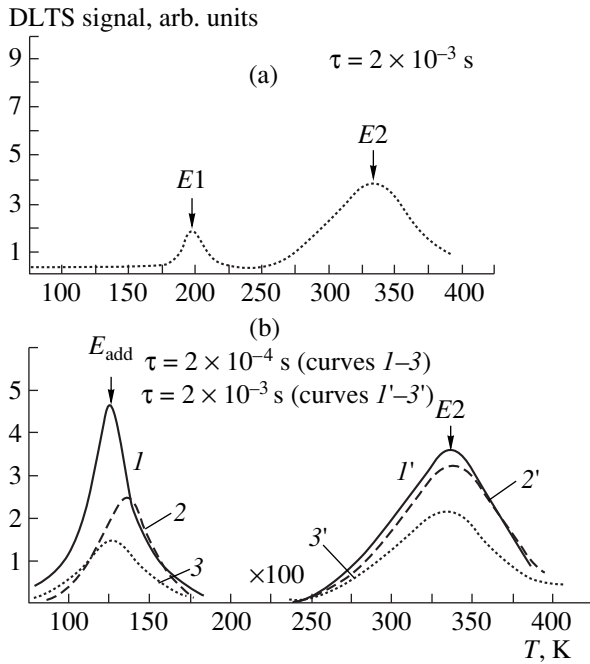 DLTS signal, arb. units
9
7
5
3
1
(a)
τ = 2 × 10⁻³ s
E1
E2
100 150 200 250 300 350 400
(b)
E_add
τ = 2 × 10⁻⁴ s (curves 1–3)
τ = 2 × 10⁻³ s (curves 1'–3')
E2
6
5
4
3
2
1
1
2
3
1'
2'
3'
×100
100 150 200 250 300 350 400
T, K